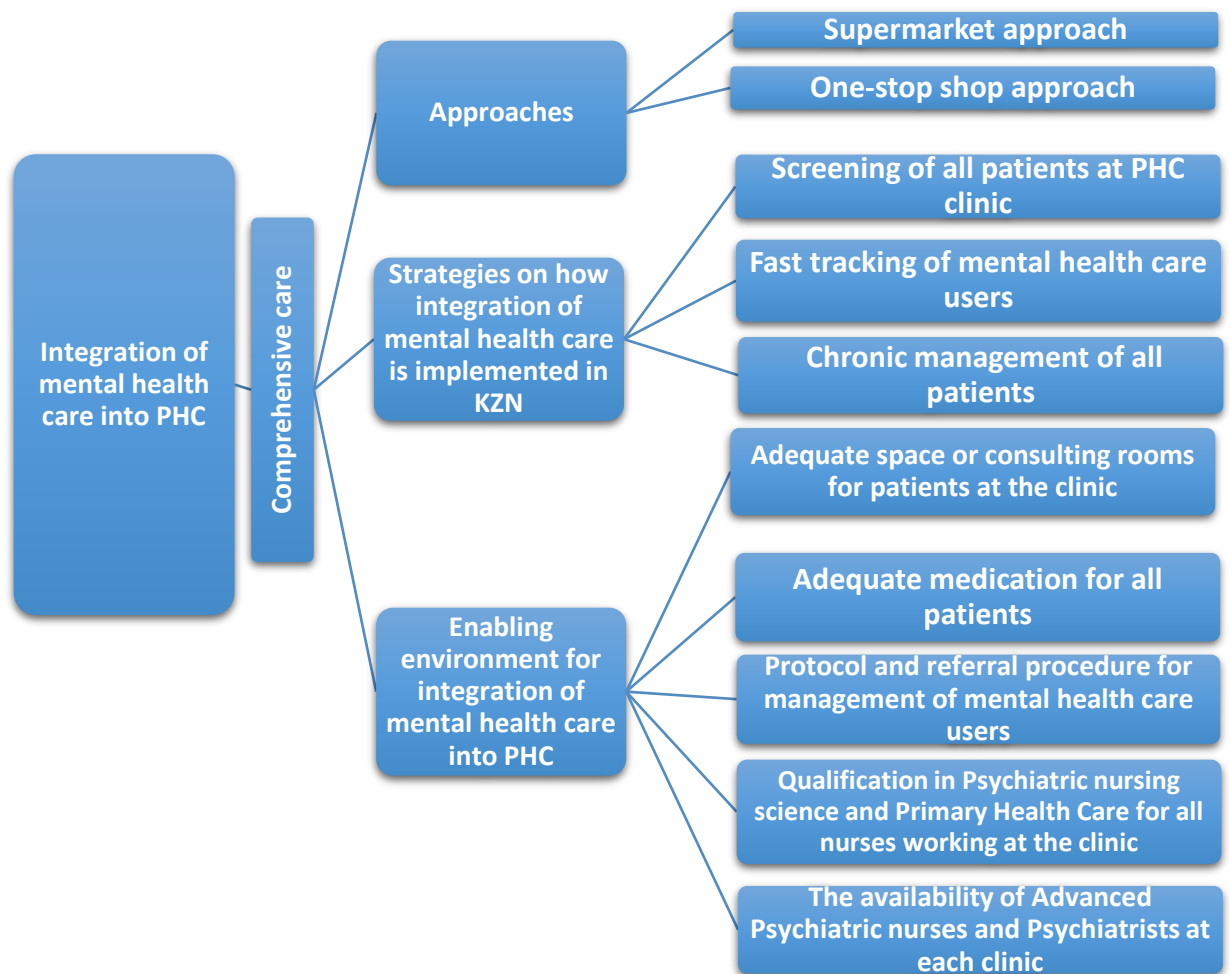 Integration of
mental health
care into PHC
Comprehensive care
Approaches
Supermarket approach
One-stop shop approach
Strategies on how
integration of
mental health care
is implemented in
KZN
Screening of all patients at PHC
clinic
Fast tracking of mental health care
users
Chronic management of all
patients
Enabling
environment for
integration of
mental health care
into PHC
Adequate space or consulting rooms
for patients at the clinic
Adequate medication for all
patients
Protocol and referral procedure for
management of mental health care
users
Qualification in Psychiatric nursing
science and Primary Health Care for all
nurses working at the clinic
The availability of Advanced
Psychiatric nurses and Psychiatrists at
each clinic